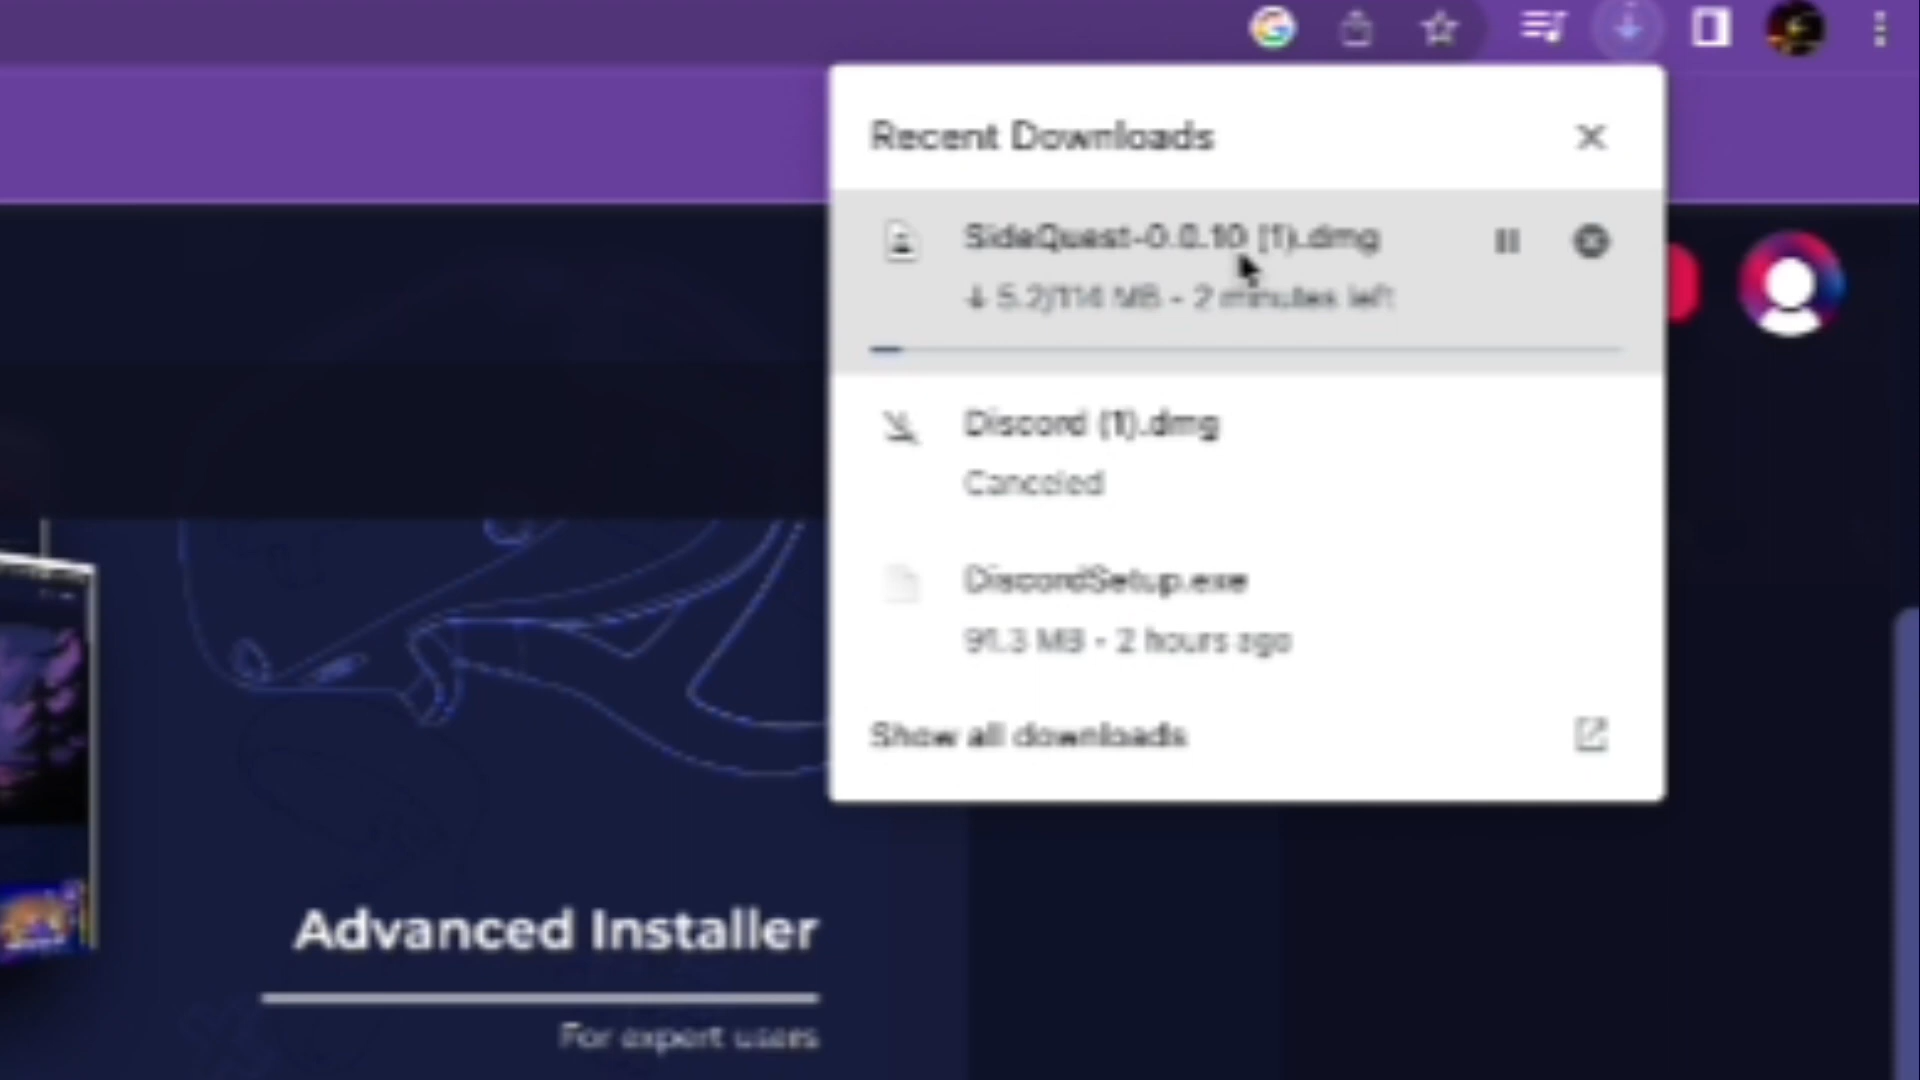 Recent Downloads
SideQuest-0.8.10 (1).dmg
↓ 5.2/114 MB - 2 minutes left
Discord (1).dmg
Canceled
DiscordSetup.exe
91.3 MB - 2 hours ago
Show all downloads
Advanced Installer
For expert users